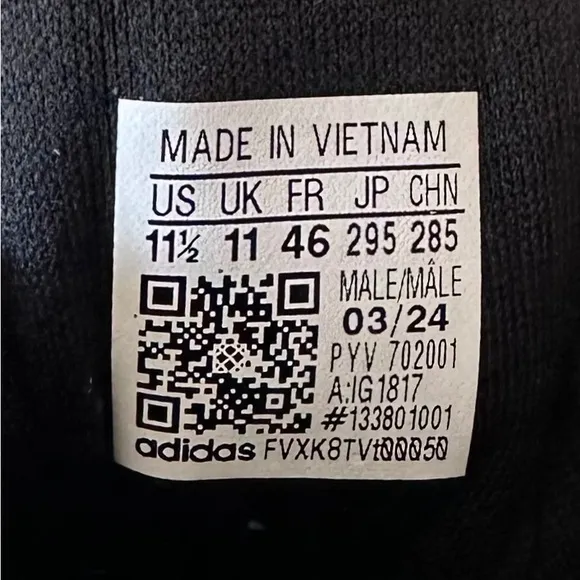 MADE IN VIETNAM
US UK FR JP CHN
11½ 11 46 295 285
MALE/MÂLE
03/24
PYV 702001
A:IG1817
#133801001
adidas FVXK8TVt00050